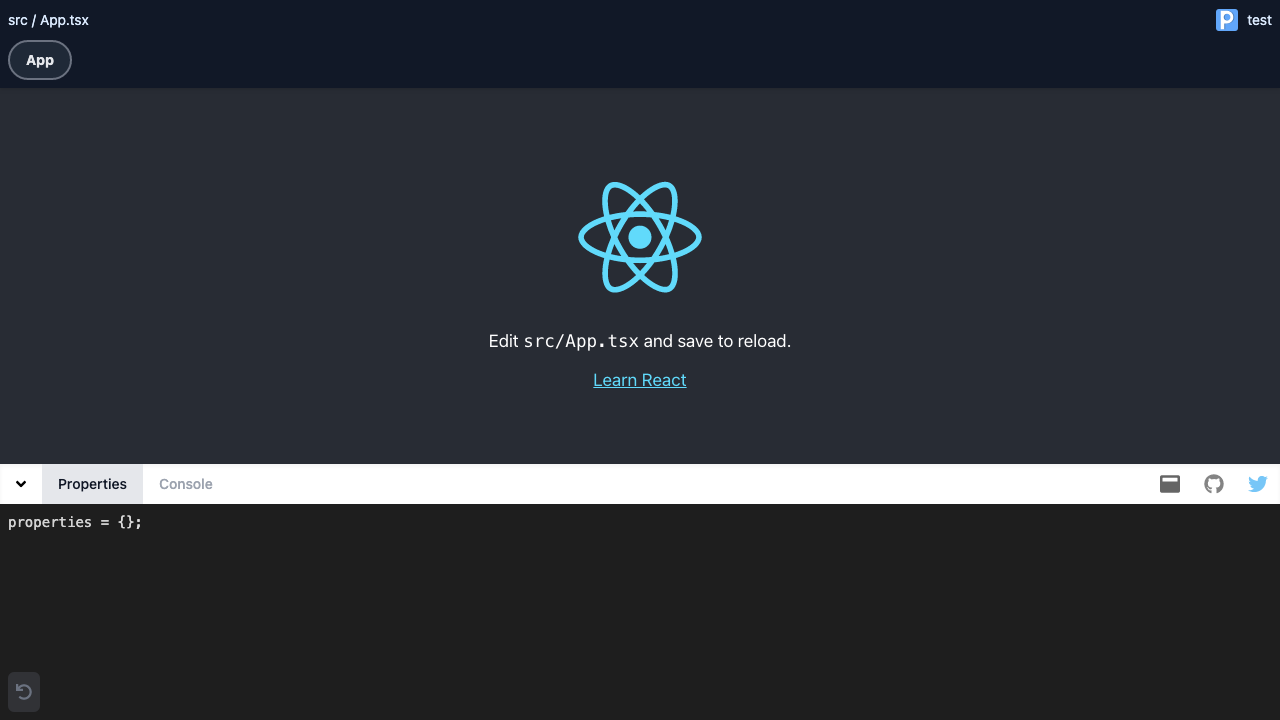 src / App.tsx
P test
App
Edit src/App.tsx and save to reload.
Learn React
Properties Console
properties = {};